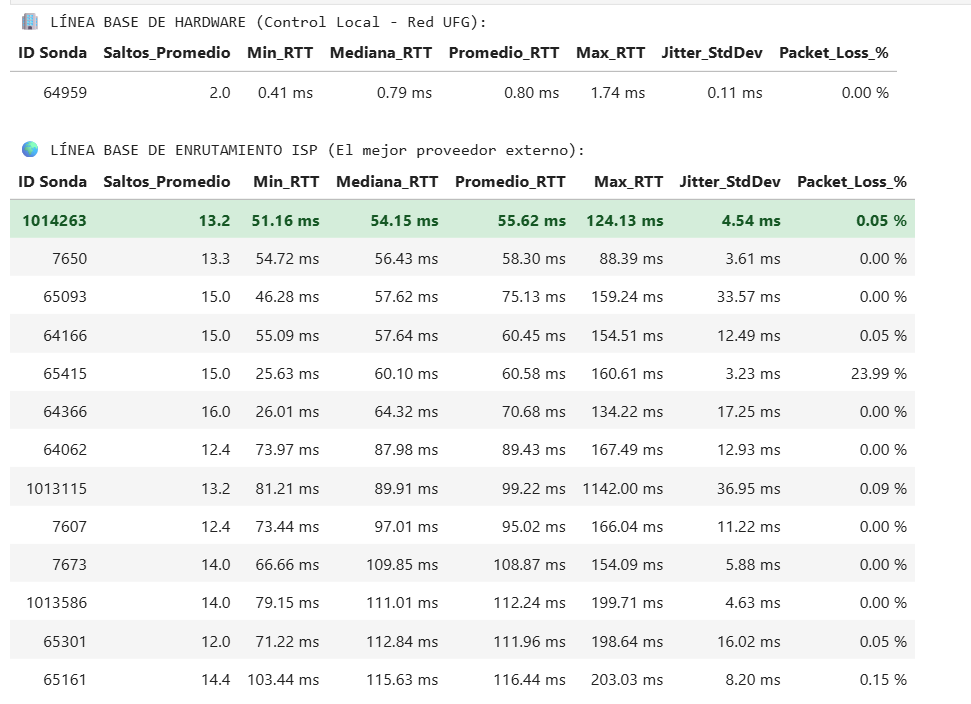 LÍNEA BASE DE HARDWARE (Control Local - Red UFG):
ID Sonda Saltos_Promedio Min_RTT Mediana_RTT Promedio_RTT Max_RTT Jitter_StdDev Packet_Loss_%
64959 2.0 0.41 ms 0.79 ms 0.80 ms 1.74 ms 0.11 ms 0.00 %
LÍNEA BASE DE ENRUTAMIENTO ISP (El mejor proveedor externo):
ID Sonda Saltos_Promedio Min_RTT Mediana_RTT Promedio_RTT Max_RTT Jitter_StdDev Packet_Loss_%
1014263 13.2 51.16 ms 54.15 ms 55.62 ms 124.13 ms 4.54 ms 0.05 %
7650 13.3 54.72 ms 56.43 ms 58.30 ms 88.39 ms 3.61 ms 0.00 %
65093 15.0 46.28 ms 57.62 ms 75.13 ms 159.24 ms 33.57 ms 0.00 %
64166 15.0 55.09 ms 57.64 ms 60.45 ms 154.51 ms 12.49 ms 0.05 %
65415 15.0 25.63 ms 60.10 ms 60.58 ms 160.61 ms 3.23 ms 23.99 %
64366 16.0 26.01 ms 64.32 ms 70.68 ms 134.22 ms 17.25 ms 0.00 %
64062 12.4 73.97 ms 87.98 ms 89.43 ms 167.49 ms 12.93 ms 0.00 %
1013115 13.2 81.21 ms 89.91 ms 99.22 ms 1142.00 ms 36.95 ms 0.09 %
7607 12.4 73.44 ms 97.01 ms 95.02 ms 166.04 ms 11.22 ms 0.00 %
7673 14.0 66.66 ms 109.85 ms 108.87 ms 154.09 ms 5.88 ms 0.00 %
1013586 14.0 79.15 ms 111.01 ms 112.24 ms 199.71 ms 4.63 ms 0.00 %
65301 12.0 71.22 ms 112.84 ms 111.96 ms 198.64 ms 16.02 ms 0.05 %
65161 14.4 103.44 ms 115.63 ms 116.44 ms 203.03 ms 8.20 ms 0.15 %